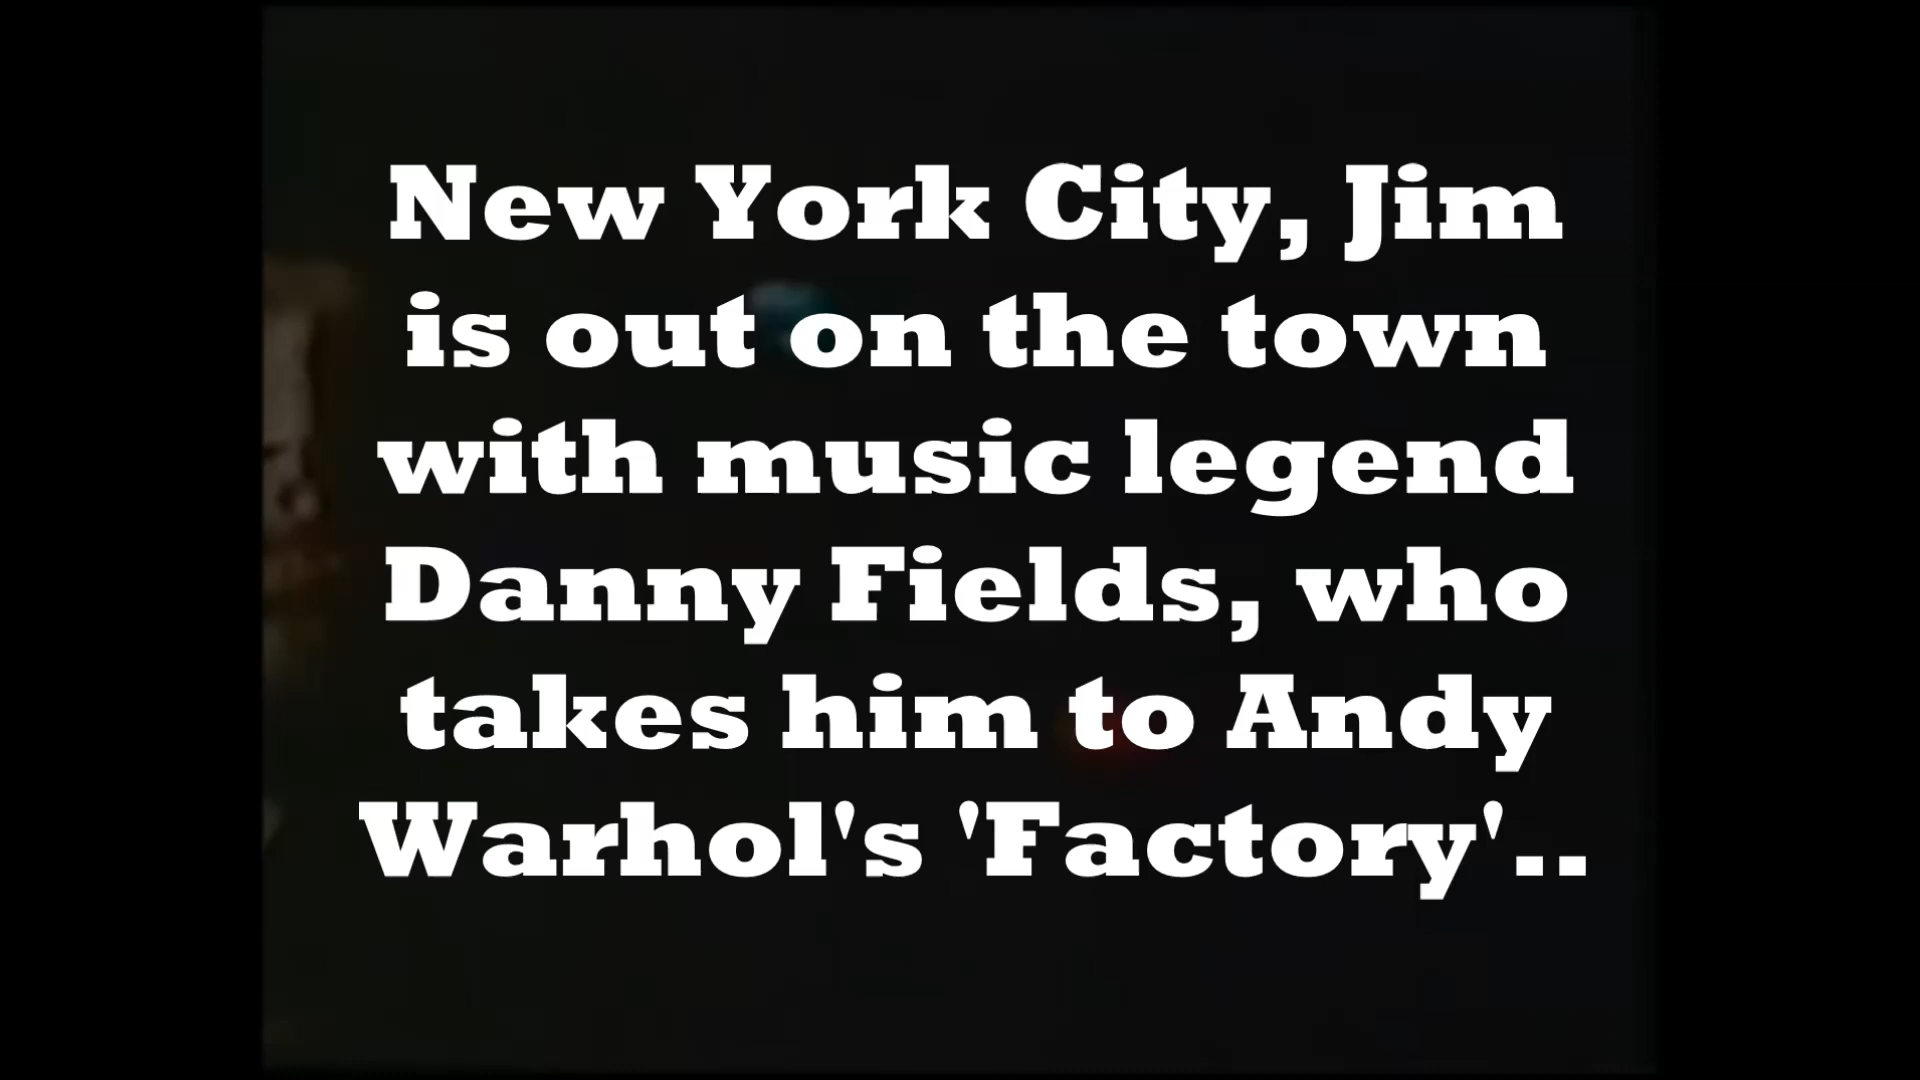 New York City, Jim
is out on the town
with music legend
Danny Fields, who
takes him to Andy
Warhol's 'Factory'..